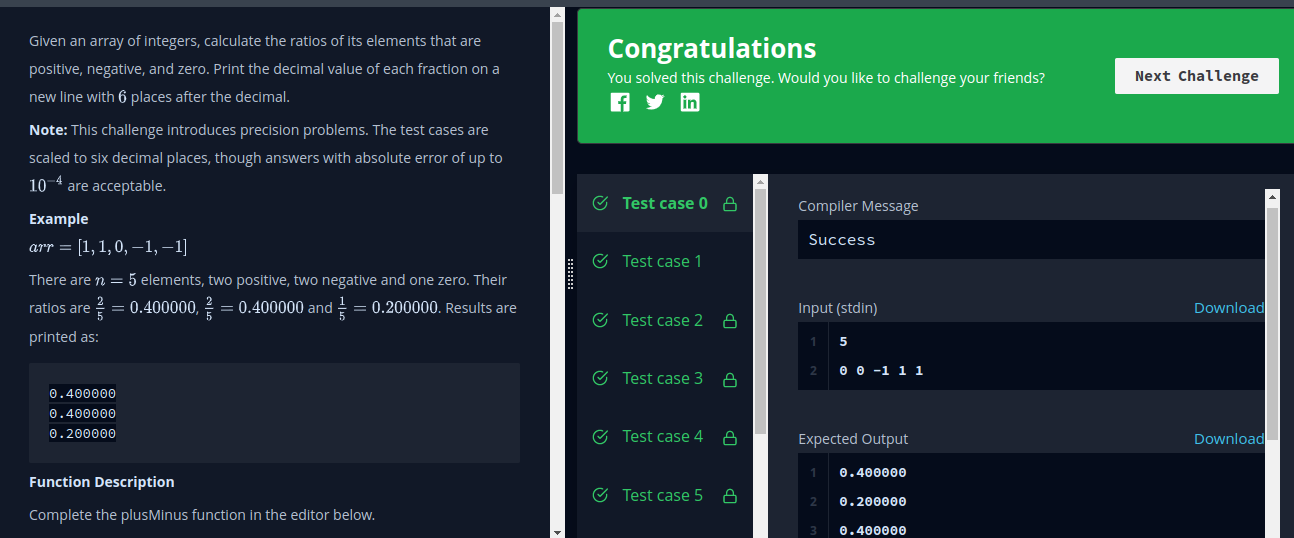 Given an array of integers, calculate the ratios of its elements that are
positive, negative, and zero. Print the decimal value of each fraction on a
new line with 6 places after the decimal.
Note: This challenge introduces precision problems. The test cases are
scaled to six decimal places, though answers with absolute error of up to
10⁻⁴ are acceptable.
Example
arr = [1, 1, 0, −1, −1]
There are n = 5 elements, two positive, two negative and one zero. Their
ratios are 2/5 = 0.400000, 2/5 = 0.400000 and 1/5 = 0.200000. Results are
printed as:
0.400000
0.400000
0.200000
Function Description
Complete the plusMinus function in the editor below.
Congratulations
You solved this challenge. Would you like to challenge your friends?
Next Challenge
Test case 0
Test case 1
Test case 2
Test case 3
Test case 4
Test case 5
Compiler Message
Success
Input (stdin)
Download
1 5
2 0 0 -1 1 1
Expected Output
Download
1 0.400000
2 0.200000
3 0.400000